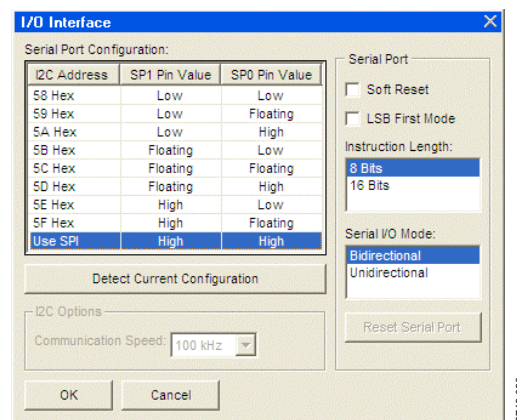 I/O Interface
Serial Port Configuration:
I2C Address SP1 Pin Value SP0 Pin Value
58 Hex Low Low
59 Hex Low Floating
5A Hex Low High
5B Hex Floating Low
5C Hex Floating Floating
5D Hex Floating High
5E Hex High Low
5F Hex High Floating
Use SPI High High
Detect Current Configuration
I2C Options
Communication Speed: 100 kHz
OK Cancel
Serial Port
Soft Reset
LSB First Mode
Instruction Length:
8 Bits
16 Bits
Serial I/O Mode:
Bidirectional
Unidirectional
Reset Serial Port